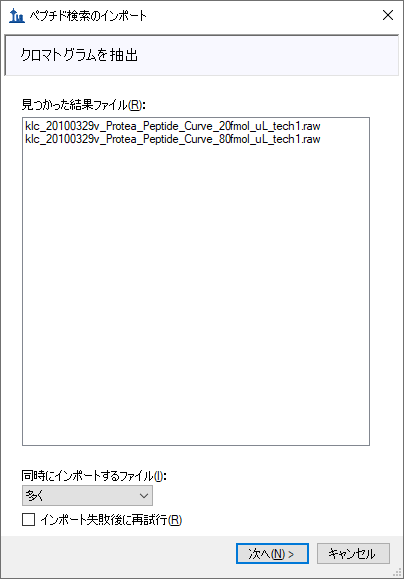 ペプチド検索のインポート
クロマトグラムを抽出
見つかった結果ファイル(R):
klc_20100329v_Protea_Peptide_Curve_20fmol_uL_tech1.raw
klc_20100329v_Protea_Peptide_Curve_80fmol_uL_tech1.raw
同時にインポートするファイル(I):
多く
インポート失敗後に再試行(R)
次へ(N) >
キャンセル